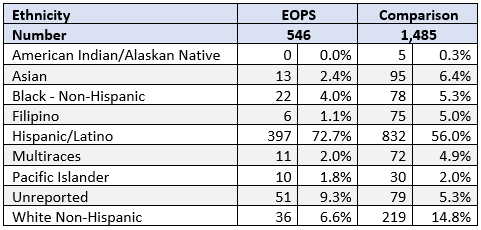 Ethnicity EOPS Comparison
Number 546 1,485
American Indian/Alaskan Native 0 0.0% 5 0.3%
Asian 13 2.4% 95 6.4%
Black - Non-Hispanic 22 4.0% 78 5.3%
Filipino 6 1.1% 75 5.0%
Hispanic/Latino 397 72.7% 832 56.0%
Multiraces 11 2.0% 72 4.9%
Pacific Islander 10 1.8% 30 2.0%
Unreported 51 9.3% 79 5.3%
White Non-Hispanic 36 6.6% 219 14.8%